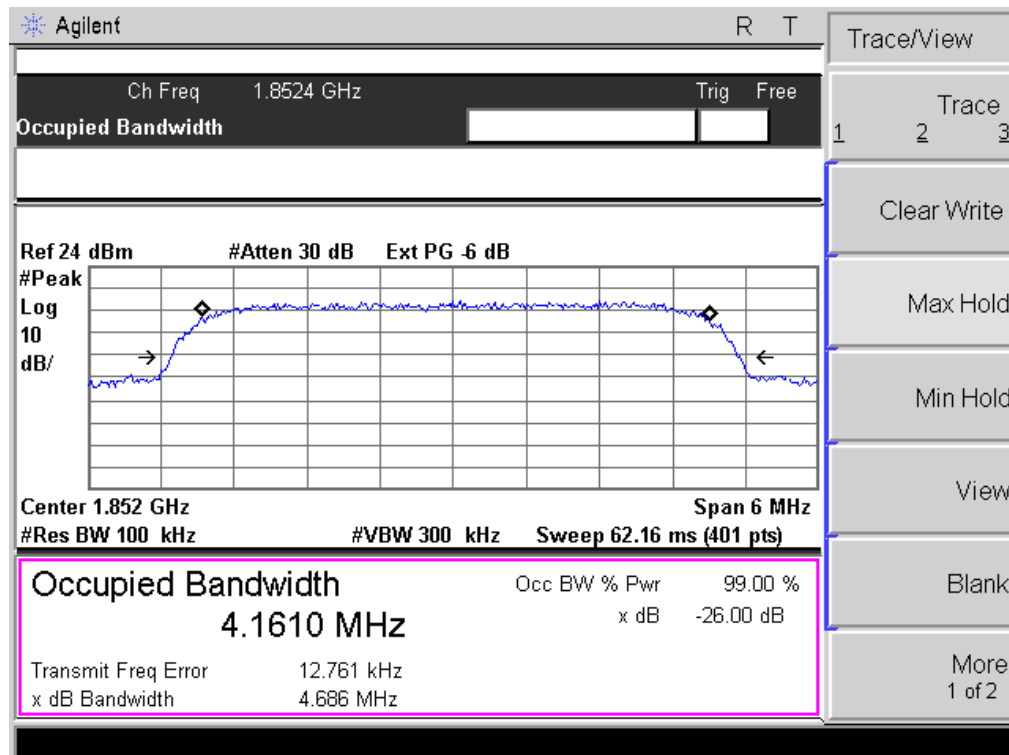 Agilent R T
Trace/View
Ch Freq 1.8524 GHz Trig Free
Occupied Bandwidth
Trace
1 2 3
Clear Write
Ref 24 dBm #Atten 30 dB Ext PG -6 dB
#Peak
Log
10
dB/
Max Hold
Min Hold
View
Center 1.852 GHz Span 6 MHz
#Res BW 100 kHz #VBW 300 kHz Sweep 62.16 ms (401 pts)
Occupied Bandwidth
4.1610 MHz
Occ BW % Pwr 99.00 %
x dB -26.00 dB
Transmit Freq Error 12.761 kHz
x dB Bandwidth 4.686 MHz
Blank
More
1 of 2